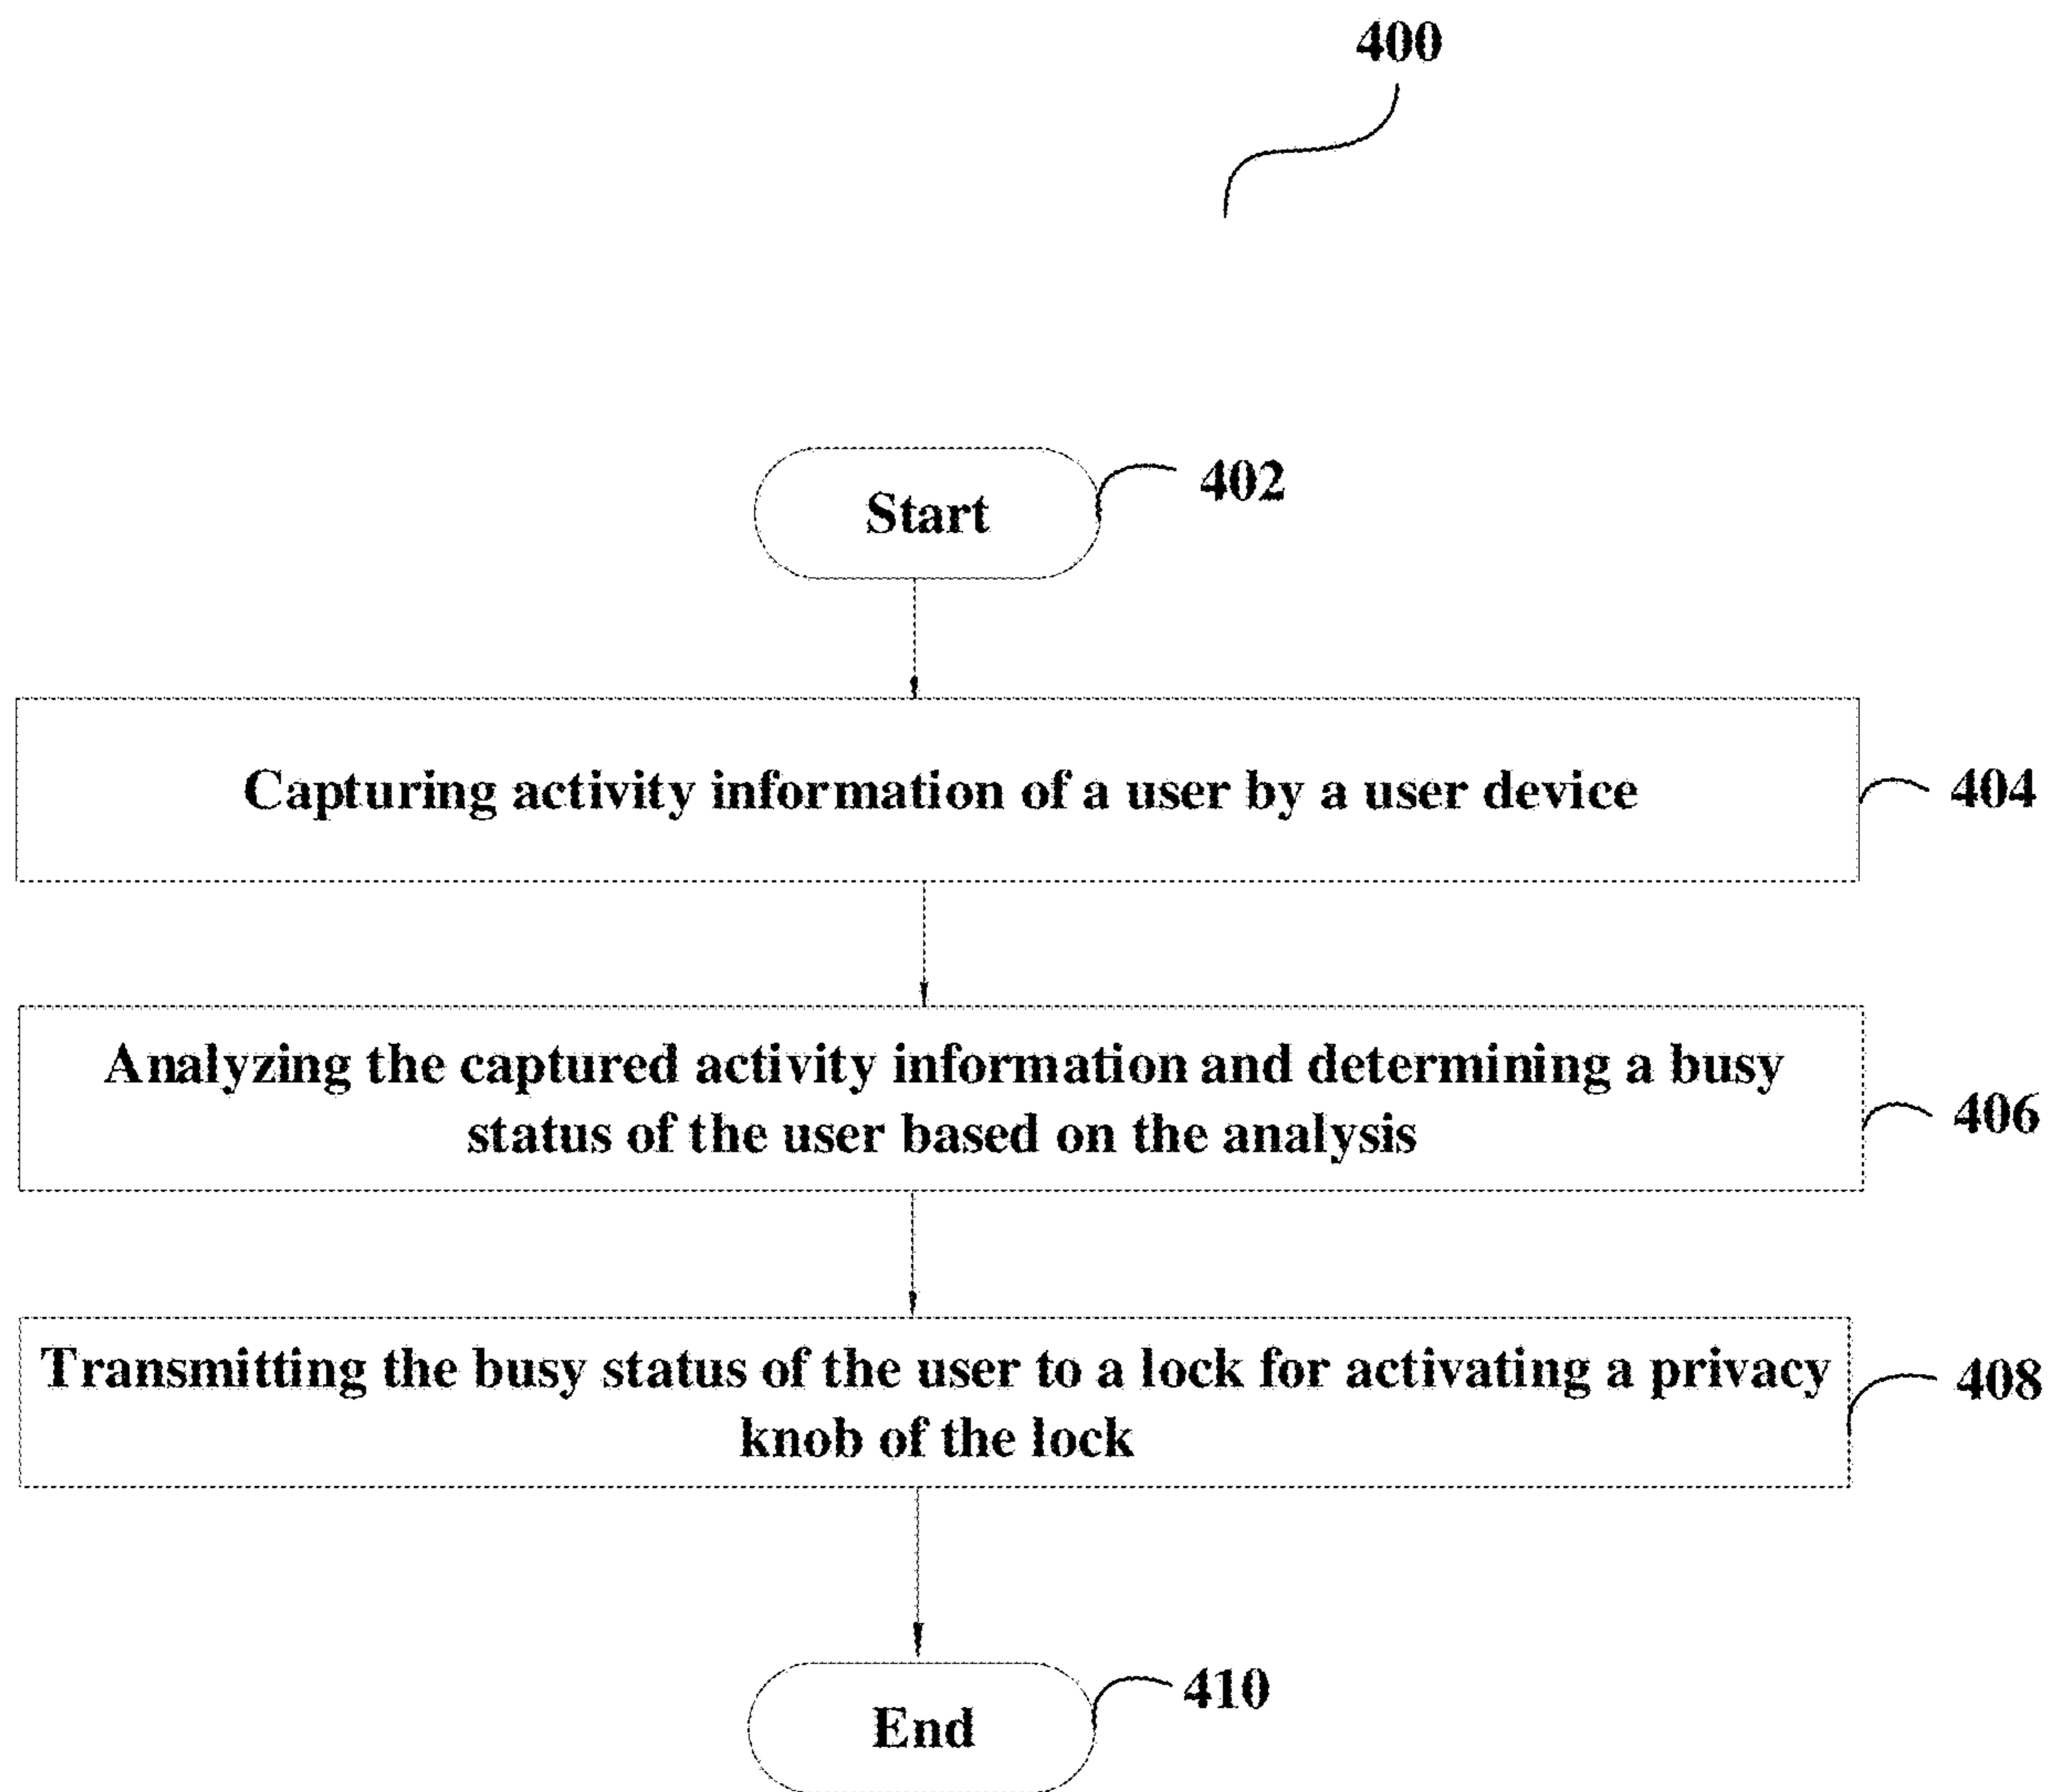 400
Start
402
Capturing activity information of a user by a user device
404
Analyzing the captured activity information and determining a busy
status of the user based on the analysis
406
Transmitting the busy status of the user to a lock for activating a privacy
knob of the lock
408
End
410